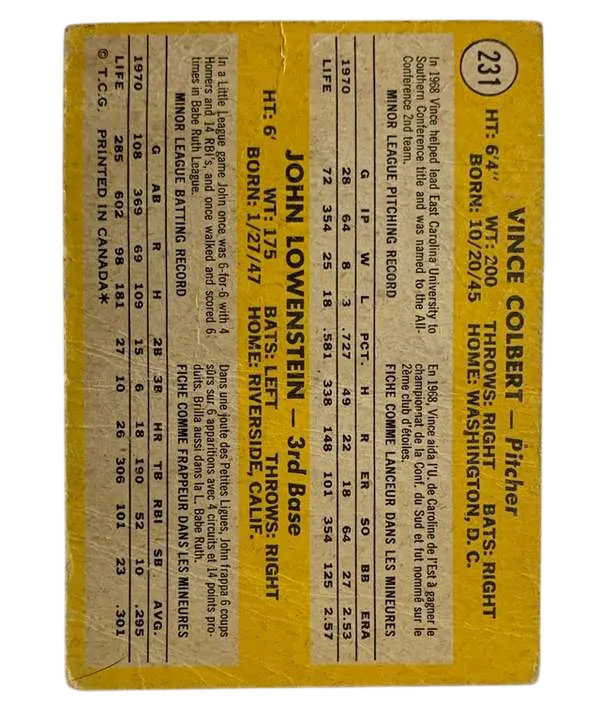 231
VINCE COLBERT — Pitcher
HT: 6'4" WT: 200 THROWS: RIGHT BATS: RIGHT
BORN: 10/20/45 HOME: WASHINGTON, D. C.
In 1968 Vince helped lead East Carolina University to
Southern Conference title and was named to the All-
Conference 2nd team.
En 1968, Vince aida l'U. de Caroline de l'Est à gagner le
championat de la Conf. du Sud et fut nommé sur le
2ème club d'étoiles.
MINOR LEAGUE PITCHING RECORD FICHE COMME LANCEUR DANS LES MINEURES
G IP W L PCT. H R ER SO BB ERA
1970 28 64 8 3 .727 49 22 18 64 27 2.53
LIFE 72 354 25 18 .581 338 148 101 354 125 2.57
JOHN LOWENSTEIN — 3rd Base
HT: 6' WT: 175 BATS: LEFT THROWS: RIGHT
BORN: 1/27/47 HOME: RIVERSIDE, CALIF.
In a Little League game John once was 6-for-6 with 4
Homers and 14 RBI's, and once walked and scored 6
times in Babe Ruth League.
Dans une joute des Petites Ligues, John frappa 6 coups
sûrs sur 6 apparitions avec 4 circuits et 14 points pro-
duits. Brilla aussi dans la L. Babe Ruth.
MINOR LEAGUE BATTING RECORD FICHE COMME FRAPPEUR DANS LES MINEURES
G AB R H 2B 3B HR TB RBI SB AVG.
1970 108 369 69 109 15 6 18 190 52 10 .295
LIFE 285 602 98 181 27 10 26 306 101 23 .301
© T.C.G. PRINTED IN CANADA*